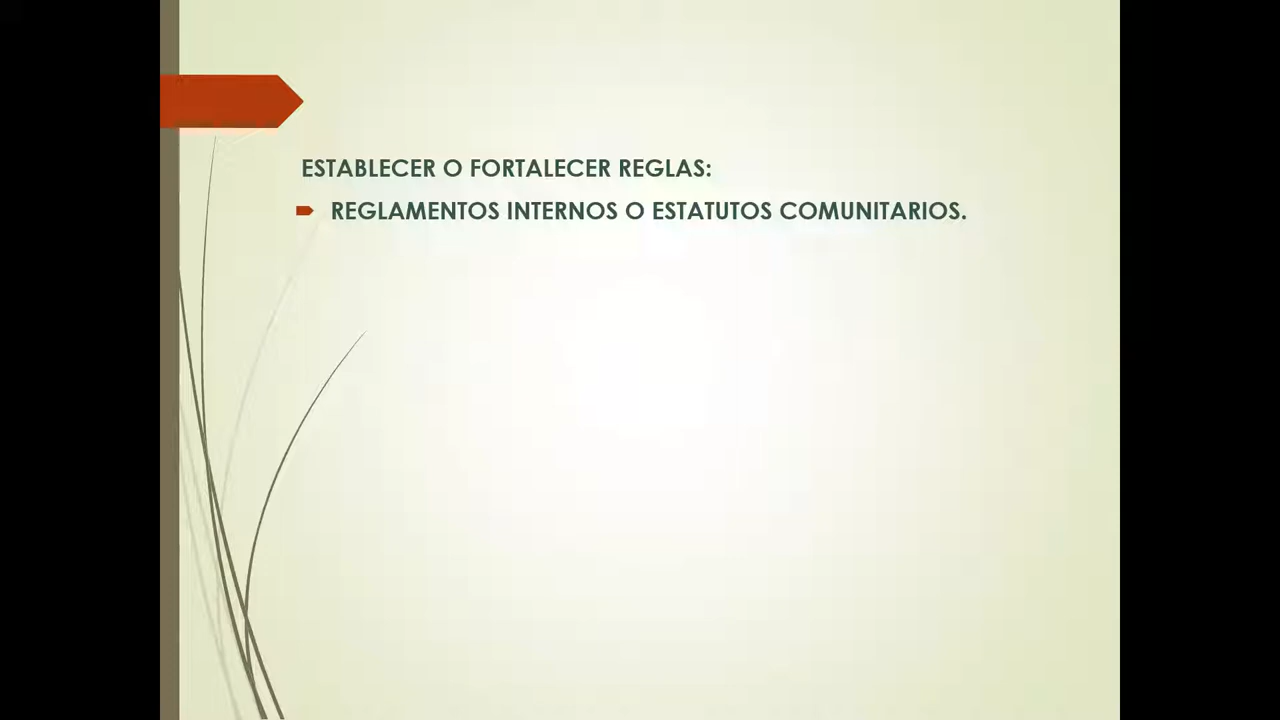 ESTABLECER O FORTALECER REGLAS:
REGLAMENTOS INTERNOS O ESTATUTOS COMUNITARIOS.